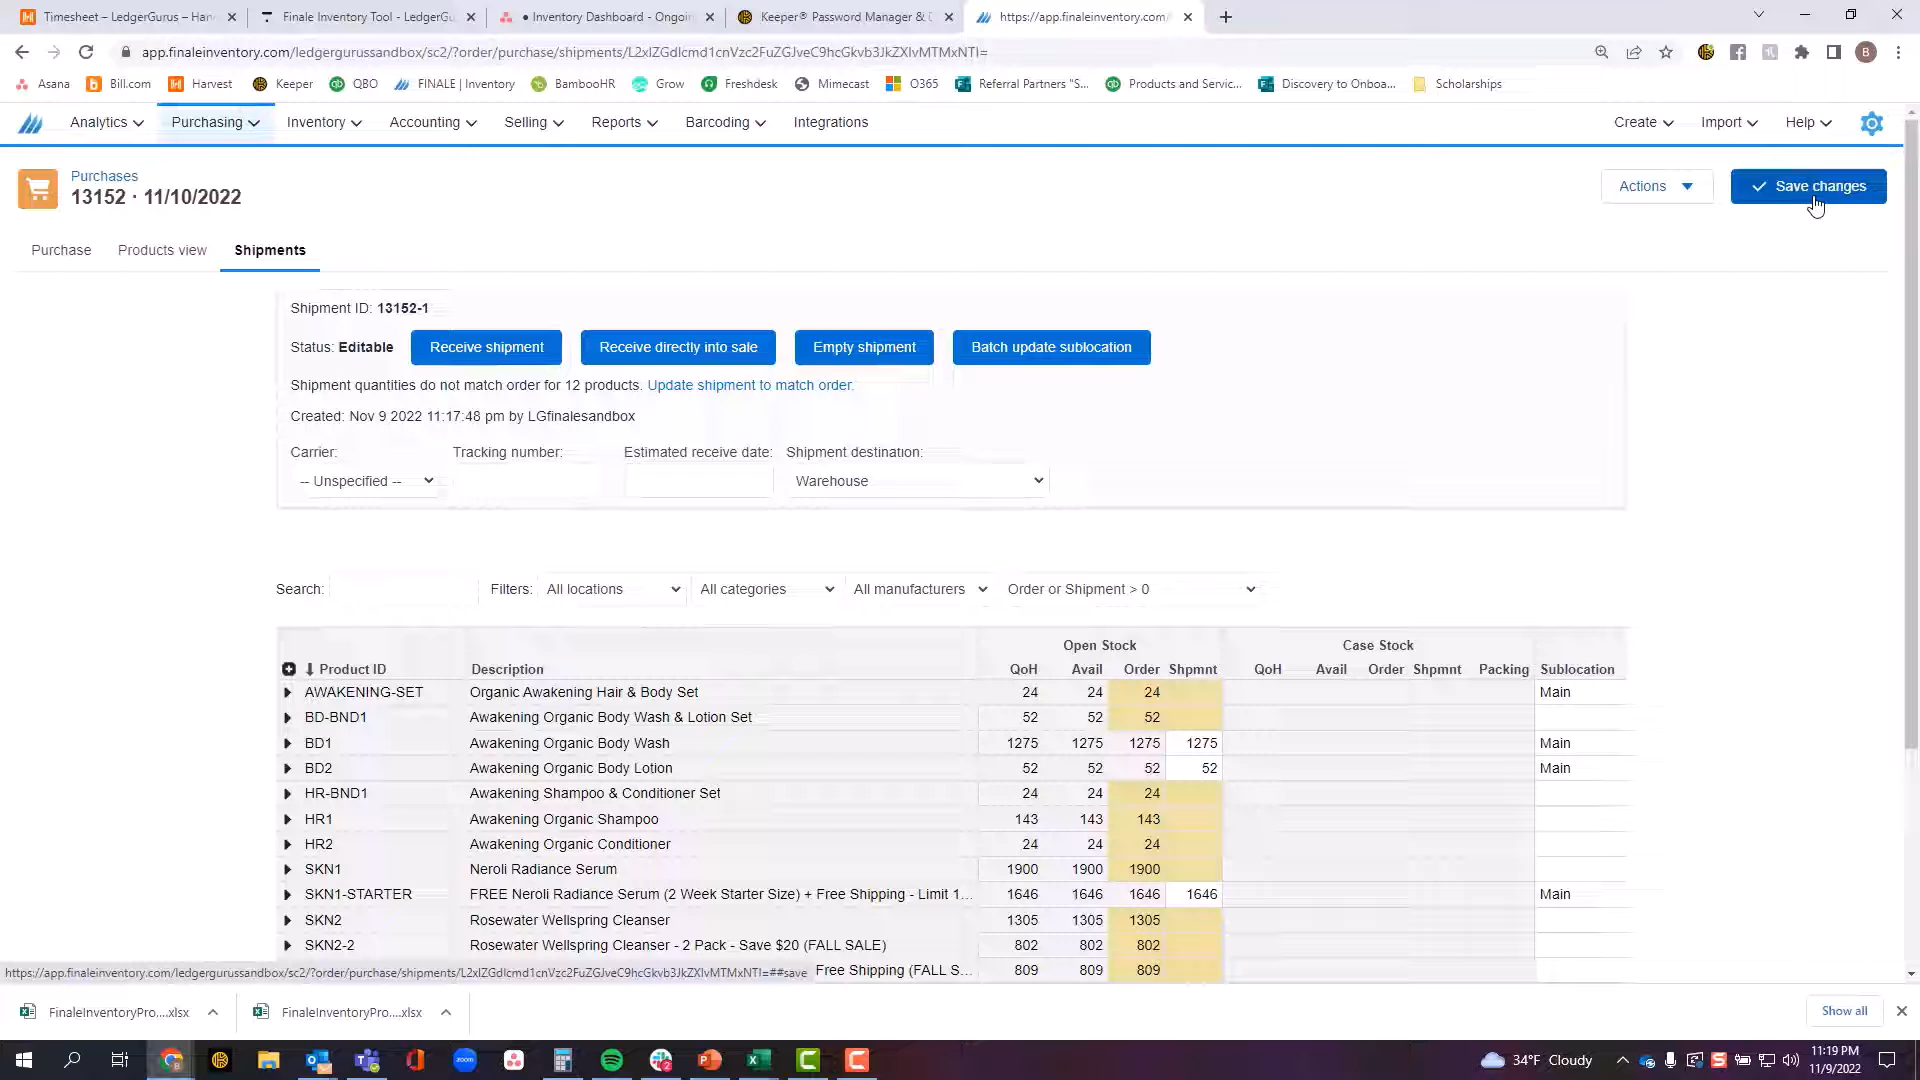 Timesheet – LedgerGurus – Har
Finale Inventory Tool - LedgerGu
• Inventory Dashboard - Ongoin
Keeper® Password Manager & D
https://app.finaleinventory.com/
app.finaleinventory.com/ledgergurussandbox/sc2/?order/purchase/shipments/L2xlZGdlcmd1cnVzc2FuZGJveC9hcGkvb3JkZXIvMTMxNTI=
B
Asana Bill.com Harvest Keeper QBO FINALE | Inventory BambooHR Grow Freshdesk Mimecast O365 Referral Partners "S... Products and Servic... Discovery to Onboa... Scholarships
Analytics Purchasing Inventory Accounting Selling Reports Barcoding Integrations Create Import Help
Purchases
13152 · 11/10/2022
Actions Save changes
Purchase Products view Shipments
Shipment ID: 13152-1
Status: Editable Receive shipment Receive directly into sale Empty shipment Batch update sublocation
Shipment quantities do not match order for 12 products. Update shipment to match order.
Created: Nov 9 2022 11:17:48 pm by LGfinalesandbox
Carrier: Tracking number: Estimated receive date: Shipment destination:
-- Unspecified -- Warehouse
Search: Filters: All locations All categories All manufacturers Order or Shipment > 0
Open Stock Case Stock
Product ID Description QoH Avail Order Shpmnt QoH Avail Order Shpmnt Packing Sublocation
AWAKENING-SET Organic Awakening Hair & Body Set 24 24 24 Main
BD-BND1 Awakening Organic Body Wash & Lotion Set 52 52 52
BD1 Awakening Organic Body Wash 1275 1275 1275 1275 Main
BD2 Awakening Organic Body Lotion 52 52 52 52 Main
HR-BND1 Awakening Shampoo & Conditioner Set 24 24 24
HR1 Awakening Organic Shampoo 143 143 143
HR2 Awakening Organic Conditioner 24 24 24
SKN1 Neroli Radiance Serum 1900 1900 1900
SKN1-STARTER FREE Neroli Radiance Serum (2 Week Starter Size) + Free Shipping - Limit 1... 1646 1646 1646 1646 Main
SKN2 Rosewater Wellspring Cleanser 1305 1305 1305
SKN2-2 Rosewater Wellspring Cleanser - 2 Pack - Save $20 (FALL SALE) 802 802 802
https://app.finaleinventory.com/ledgergurussandbox/sc2/?order/purchase/shipments/L2xlZGdlcmd1cnVzc2FuZGJveC9hcGkvb3JkZXIvMTMxNTI=##save Free Shipping (FALL S... 809 809 809
FinaleInventoryPro....xlsx FinaleInventoryPro....xlsx Show all
34°F Cloudy
11:19 PM
11/9/2022